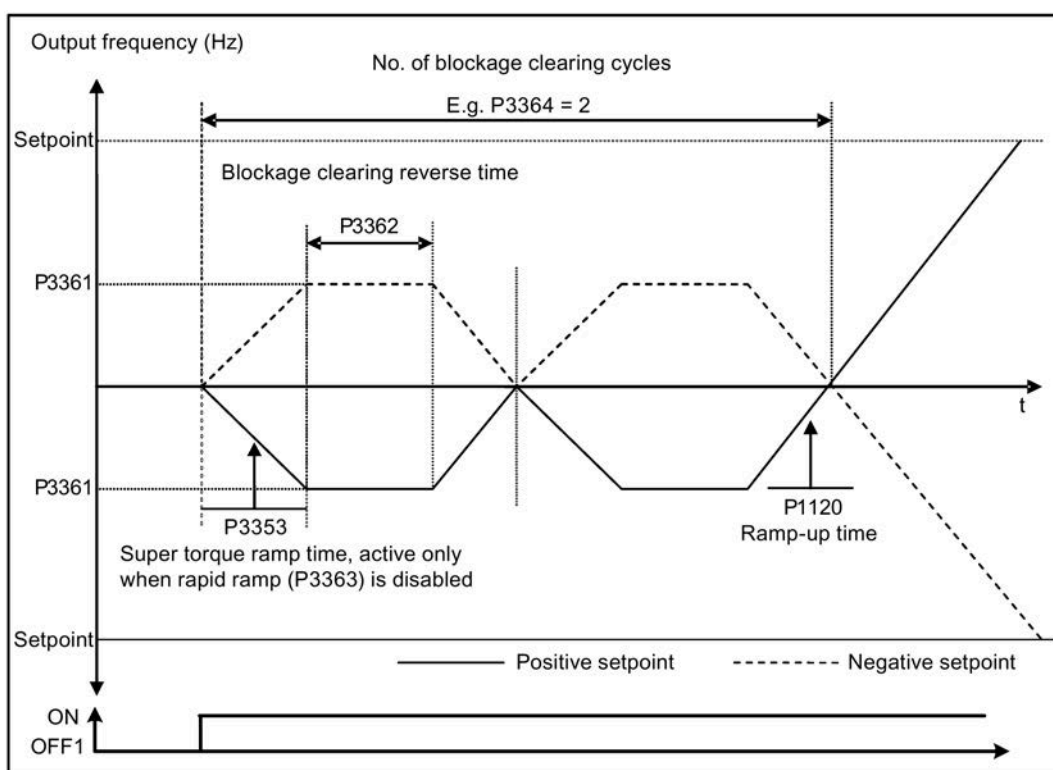 Output frequency (Hz)
No. of blockage clearing cycles
E.g. P3364 = 2
Setpoint
Blockage clearing reverse time
P3362
P3361
t
P3361
P3353
P1120
Super torque ramp time, active only
Ramp-up time
when rapid ramp (P3363) is disabled
Setpoint
Positive setpoint
Negative setpoint
ON
OFF1